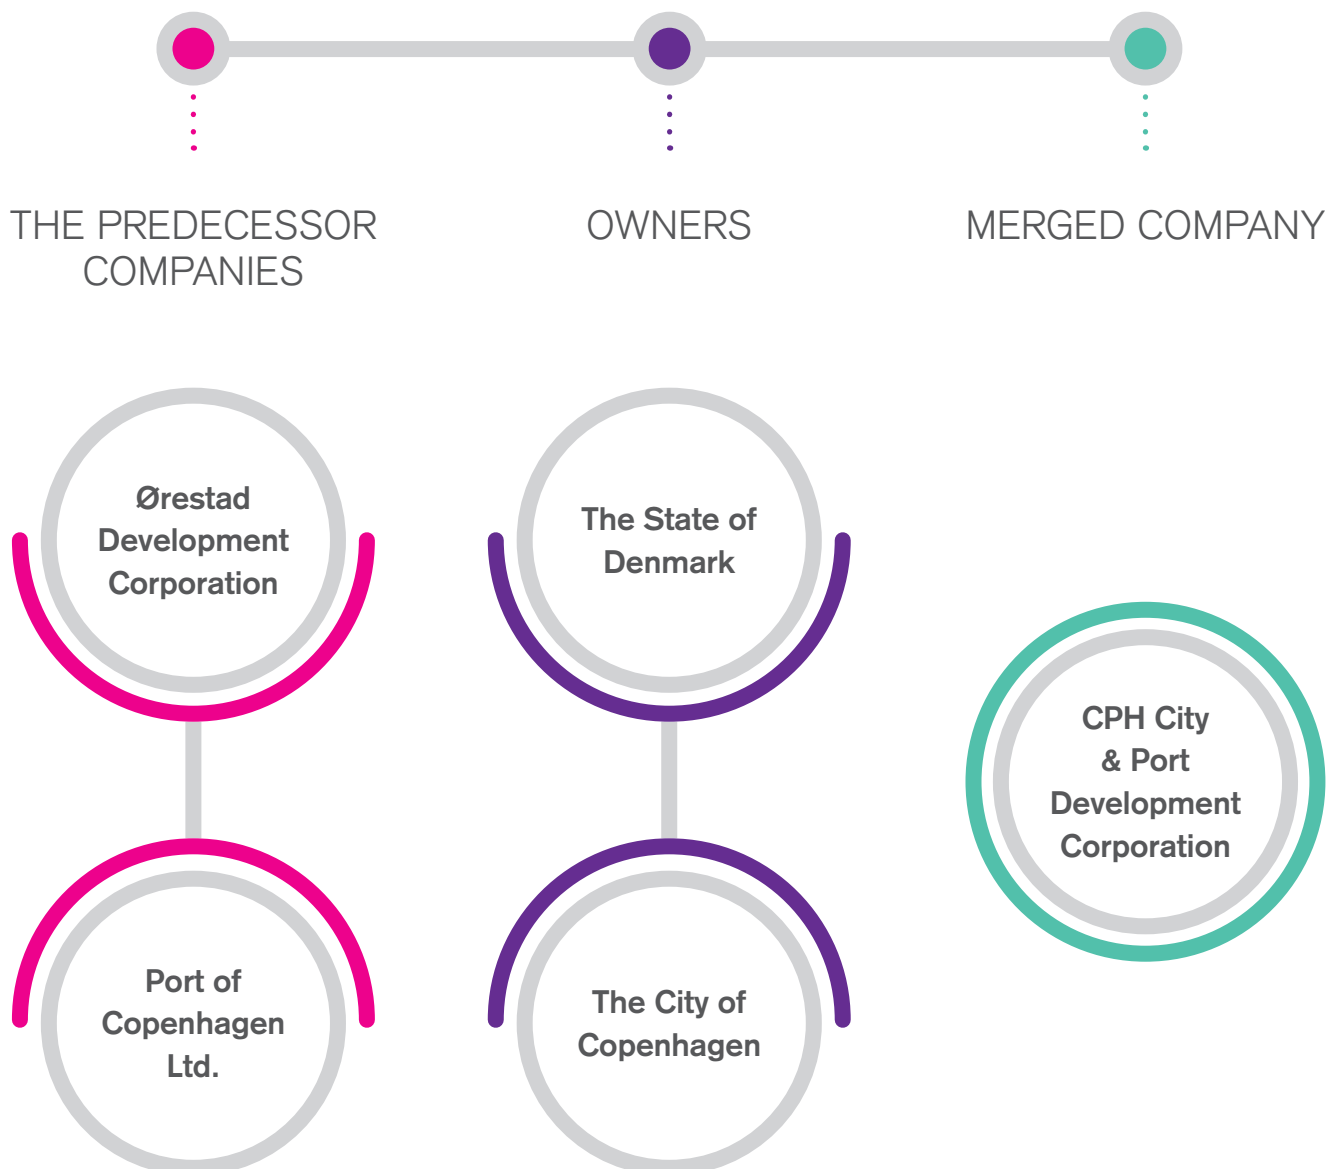 THE PREDECESSOR
COMPANIES
OWNERS
MERGED COMPANY
Ørestad
Development
Corporation
The State of
Denmark
CPH City
& Port
Development
Corporation
Port of
Copenhagen
Ltd.
The City of
Copenhagen